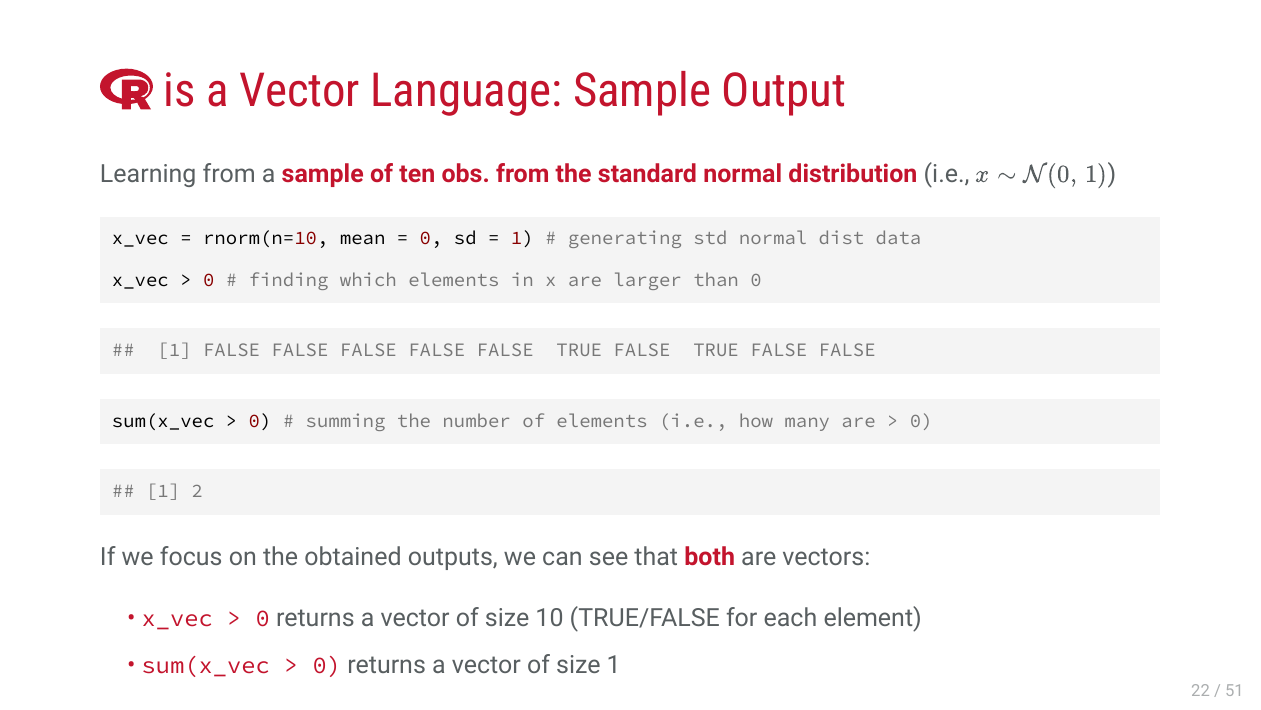 R is a Vector Language: Sample Output
Learning from a sample of ten obs. from the standard normal distribution (i.e., x ∼ 𝒩(0, 1))
x_vec = rnorm(n=10, mean = 0, sd = 1) # generating std normal dist data
x_vec > 0 # finding which elements in x are larger than 0
##  [1] FALSE FALSE FALSE FALSE FALSE  TRUE FALSE  TRUE FALSE FALSE
sum(x_vec > 0) # summing the number of elements (i.e., how many are > 0)
## [1] 2
If we focus on the obtained outputs, we can see that both are vectors:
• x_vec > 0 returns a vector of size 10 (TRUE/FALSE for each element)
• sum(x_vec > 0) returns a vector of size 1
22 / 51